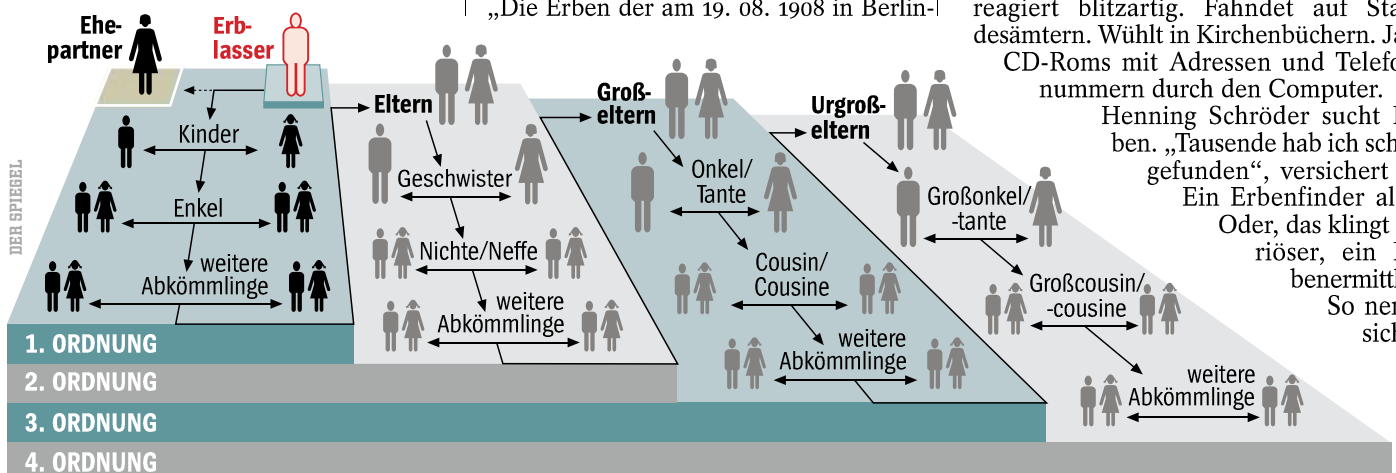 „Die Erben der am 19. 08. 1908 in Berlin-
reagiert blitzartig. Fahndet auf
desämtern. Wühlt in Kirchenbüchern.
CD-Roms mit Adressen und
nummern durch den Computer.
Henning Schröder sucht
ben. „Tausende hab ich
gefunden“, versichert
Ein Erbenfinder
Oder, das klingt
riöser, ein
So
Ehe-
partner
Erb-
lasser
Kinder
Enkel
weitere
Abkömmlinge
1. ORDNUNG
Eltern
Geschwister
Nichte/Neffe
weitere
Abkömmlinge
2. ORDNUNG
Groß-
eltern
Onkel/
Tante
Cousin/
Cousine
weitere
Abkömmlinge
3. ORDNUNG
Urgroß-
eltern
Großonkel/
-tante
Großcousin/
-cousine
weitere
Abkömmlinge
4. ORDNUNG
DER SPIEGEL